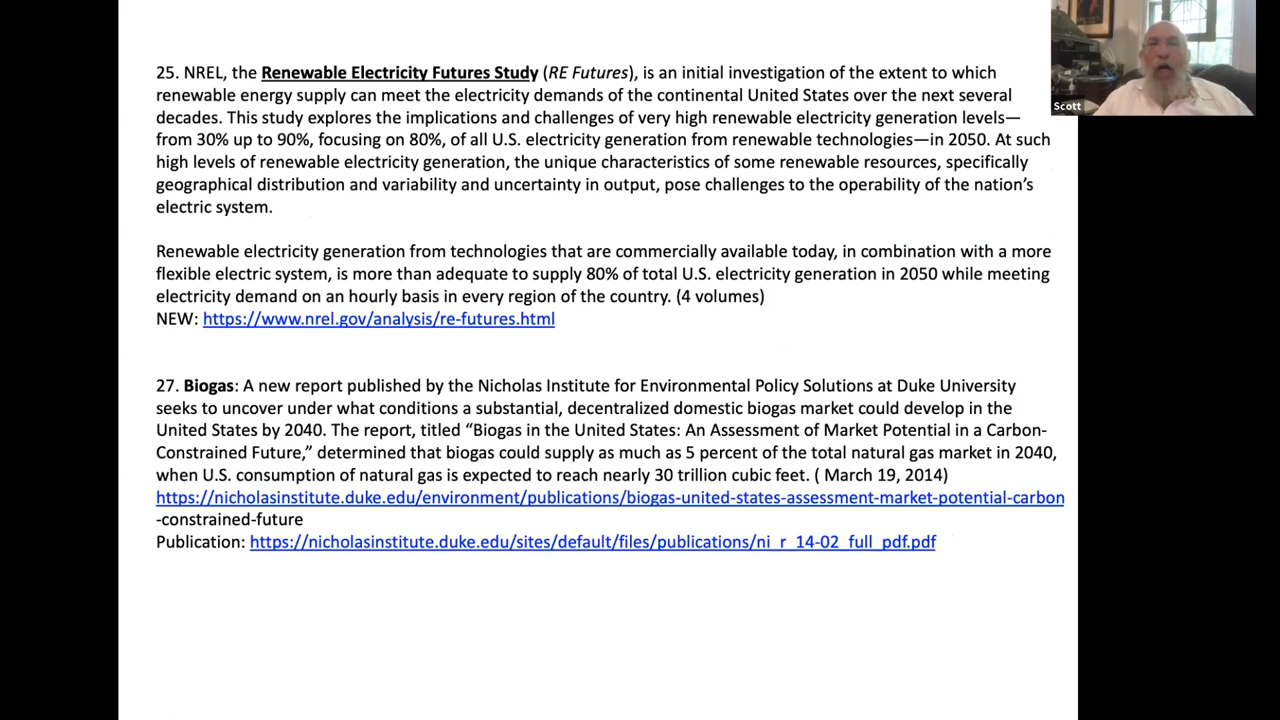 25. NREL, the Renewable Electricity Futures Study (RE Futures), is an initial investigation of the extent to which
renewable energy supply can meet the electricity demands of the continental United States over the next several
decades. This study explores the implications and challenges of very high renewable electricity generation levels—
from 30% up to 90%, focusing on 80%, of all U.S. electricity generation from renewable technologies—in 2050. At such
high levels of renewable electricity generation, the unique characteristics of some renewable resources, specifically
geographical distribution and variability and uncertainty in output, pose challenges to the operability of the nation’s
electric system.
Renewable electricity generation from technologies that are commercially available today, in combination with a more
flexible electric system, is more than adequate to supply 80% of total U.S. electricity generation in 2050 while meeting
electricity demand on an hourly basis in every region of the country. (4 volumes)
NEW: https://www.nrel.gov/analysis/re-futures.html
27. Biogas: A new report published by the Nicholas Institute for Environmental Policy Solutions at Duke University
seeks to uncover under what conditions a substantial, decentralized domestic biogas market could develop in the
United States by 2040. The report, titled “Biogas in the United States: An Assessment of Market Potential in a Carbon-
Constrained Future,” determined that biogas could supply as much as 5 percent of the total natural gas market in 2040,
when U.S. consumption of natural gas is expected to reach nearly 30 trillion cubic feet. ( March 19, 2014)
https://nicholasinstitute.duke.edu/environment/publications/biogas-united-states-assessment-market-potential-carbon
-constrained-future
Publication: https://nicholasinstitute.duke.edu/sites/default/files/publications/ni_r_14-02_full_pdf.pdf
Scott